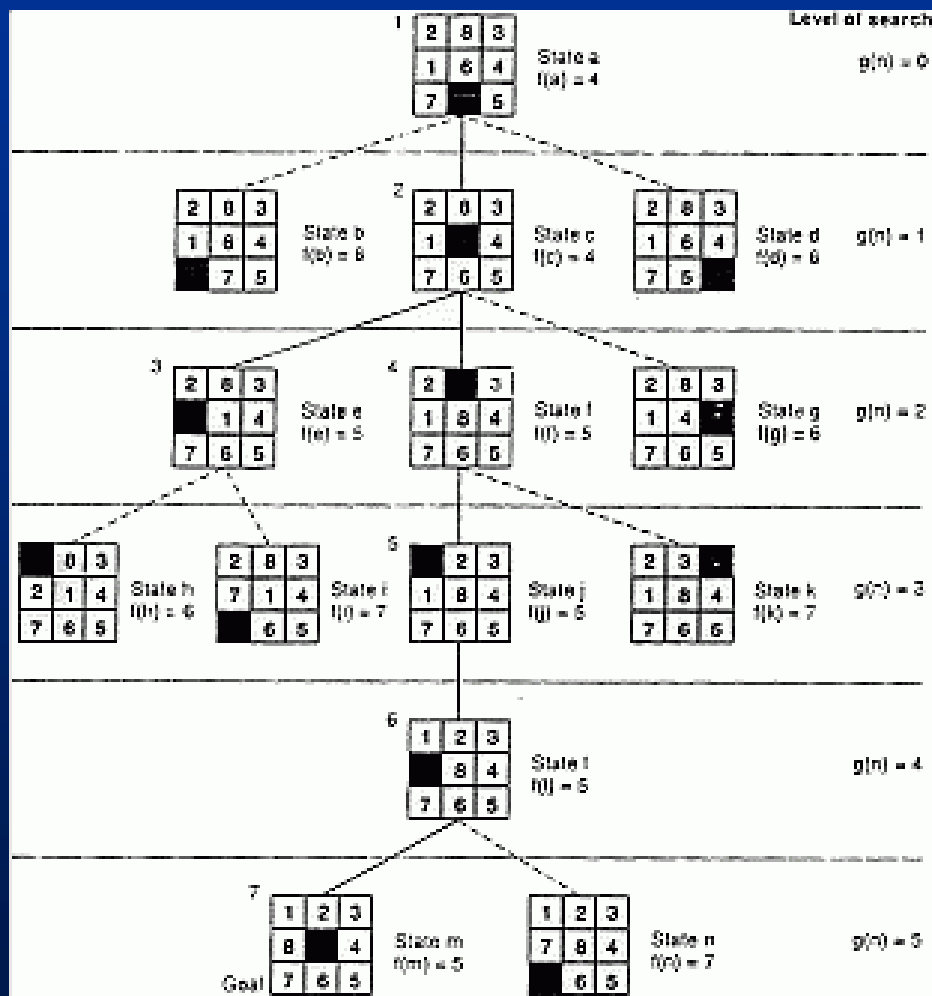 Level of search
1
2 8 3
1 6 4
7 5
State a
f(a) = 4
g(n) = 0
2 8 3
1 6 4
7 5
State b
f(b) = 6
2
2 8 3
1 4
7 6 5
State c
f(c) = 4
2 8 3
1 6 4
7 5
State d
f(d) = 6
g(n) = 1
3
2 8 3
1 4
7 6 5
State e
f(e) = 5
4
2 3
1 8 4
7 6 5
State f
f(f) = 5
2 8 3
1 4
7 6 5
State g
f(g) = 6
g(n) = 2
8 3
2 1 4
7 6 5
State h
f(h) = 6
2 8 3
7 1 4
6 5
State i
f(i) = 7
5
2 3
1 8 4
7 6 5
State j
f(j) = 5
2 3
1 8 4
7 6 5
State k
f(k) = 7
g(n) = 3
6
1 2 3
8 4
7 6 5
State l
f(l) = 5
g(n) = 4
7
1 2 3
8 4
7 6 5
Goal
State m
f(m) = 5
1 2 3
7 8 4
6 5
State n
f(n) = 7
g(n) = 5